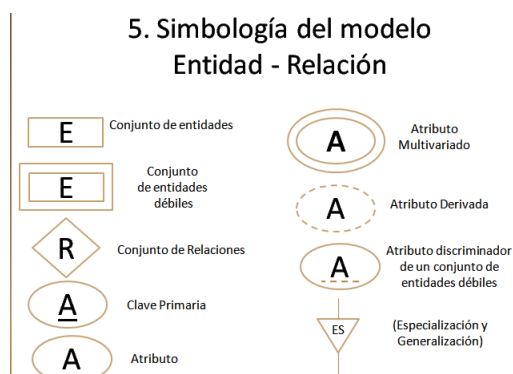 5. Simbología del modelo
Entidad - Relación
E
Conjunto de entidades
E
Conjunto
de entidades
débiles
R
Conjunto de Relaciones
A
Clave Primaria
A
Atributo
A
Atributo
Multivariado
A
Atributo Derivada
A
Atributo discriminador
de un conjunto de
entidades débiles
ES
(Especialización y
Generalización)